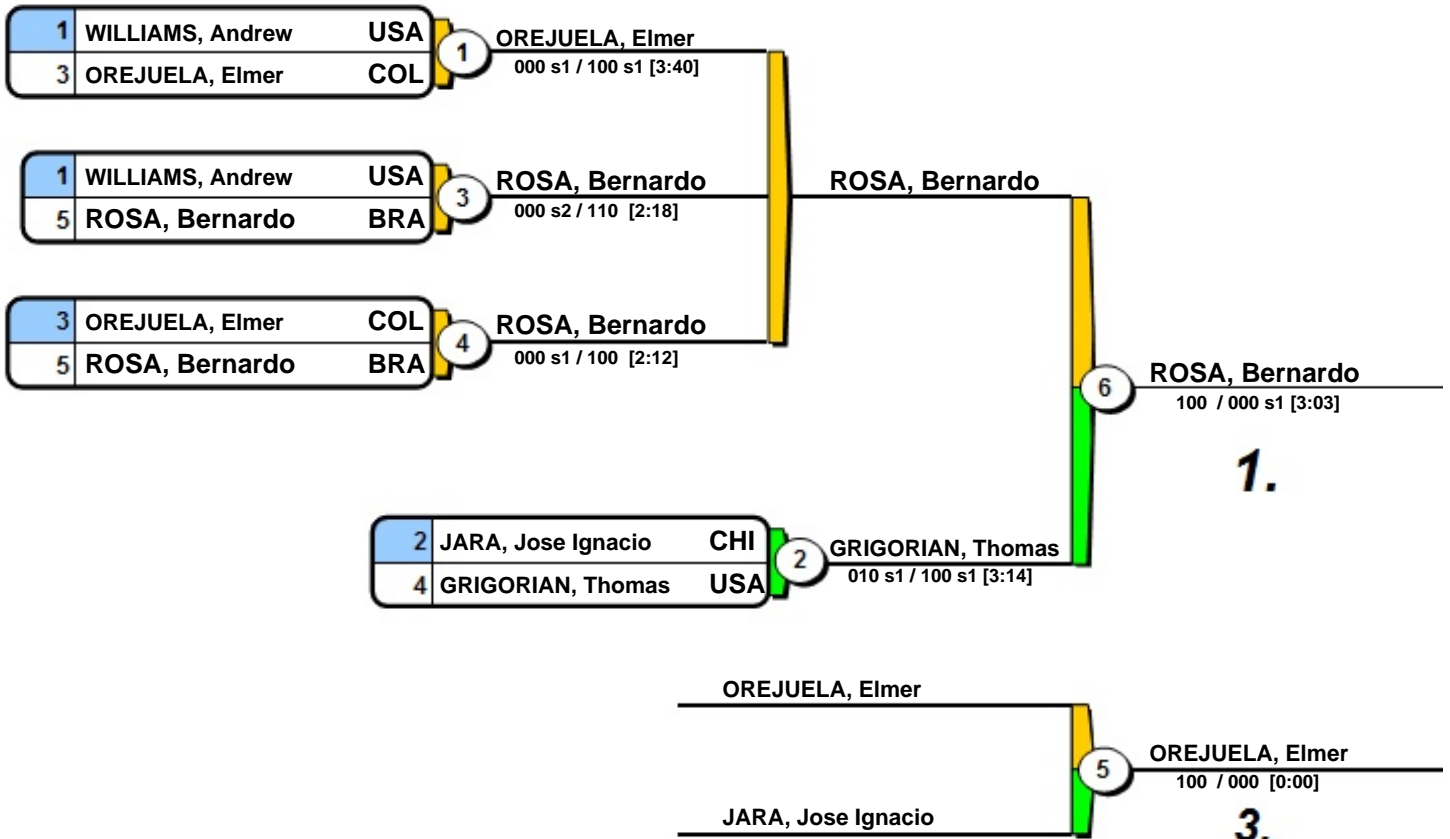 1 WILLIAMS, Andrew USA
3 OREJUELA, Elmer COL
1
OREJUELA, Elmer
000 s1 / 100 s1 [3:40]
1 WILLIAMS, Andrew USA
5 ROSA, Bernardo BRA
3
ROSA, Bernardo
000 s2 / 110 [2:18]
ROSA, Bernardo
3 OREJUELA, Elmer COL
5 ROSA, Bernardo BRA
4
ROSA, Bernardo
000 s1 / 100 [2:12]
6
ROSA, Bernardo
100 / 000 s1 [3:03]
1.
2 JARA, Jose Ignacio CHI
4 GRIGORIAN, Thomas USA
2
GRIGORIAN, Thomas
010 s1 / 100 s1 [3:14]
OREJUELA, Elmer
5
OREJUELA, Elmer
100 / 000 [0:00]
JARA, Jose Ignacio
3.